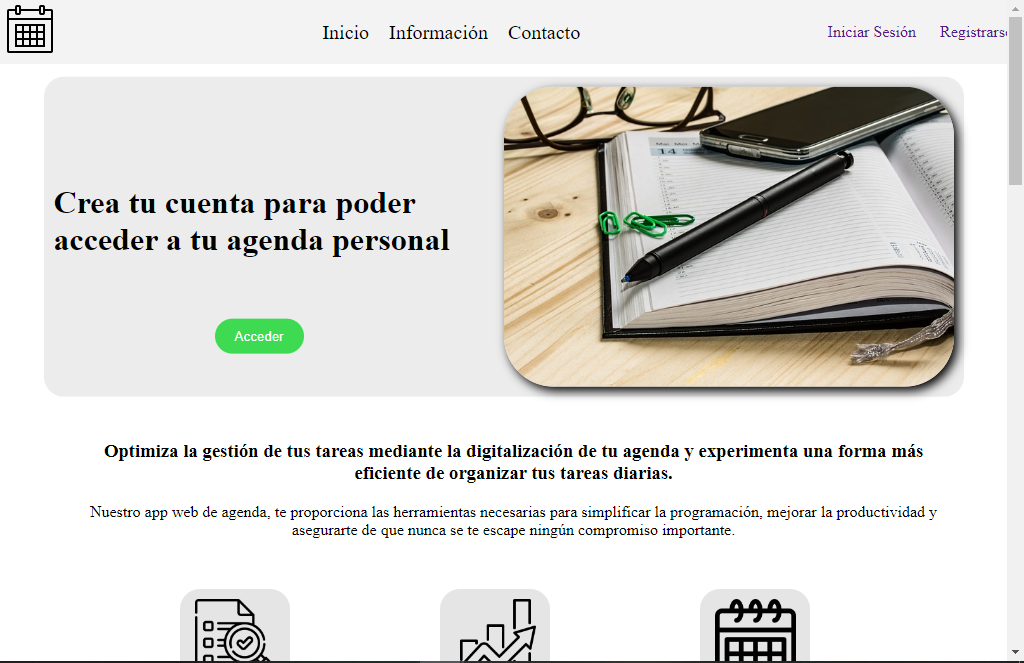 Inicio Información Contacto Iniciar Sesión Registrars
Crea tu cuenta para poder
acceder a tu agenda personal
Acceder
14
Optimiza la gestión de tus tareas mediante la digitalización de tu agenda y experimenta una forma más
eficiente de organizar tus tareas diarias.
Nuestro app web de agenda, te proporciona las herramientas necesarias para simplificar la programación, mejorar la productividad y
asegurarte de que nunca se te escape ningún compromiso importante.